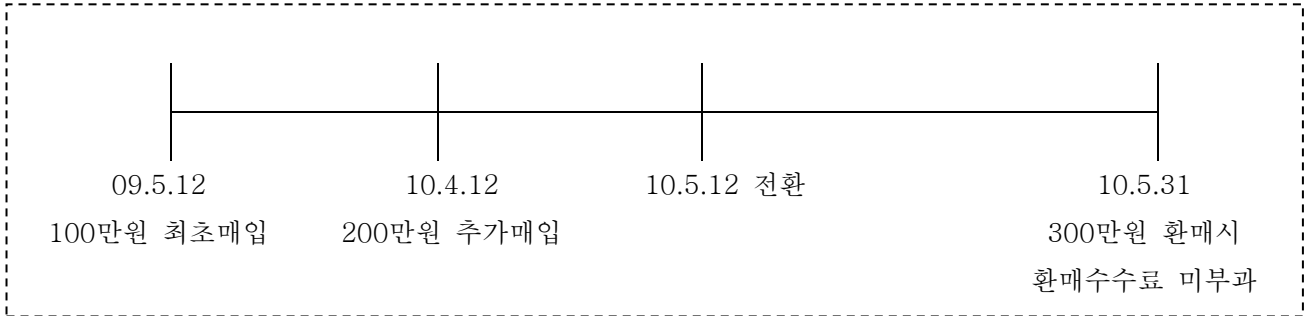 09.5.12
100만원 최초매입
10.4.12
200만원 추가매입
10.5.12 전환
10.5.31
300만원 환매시
환매수수료 미부과